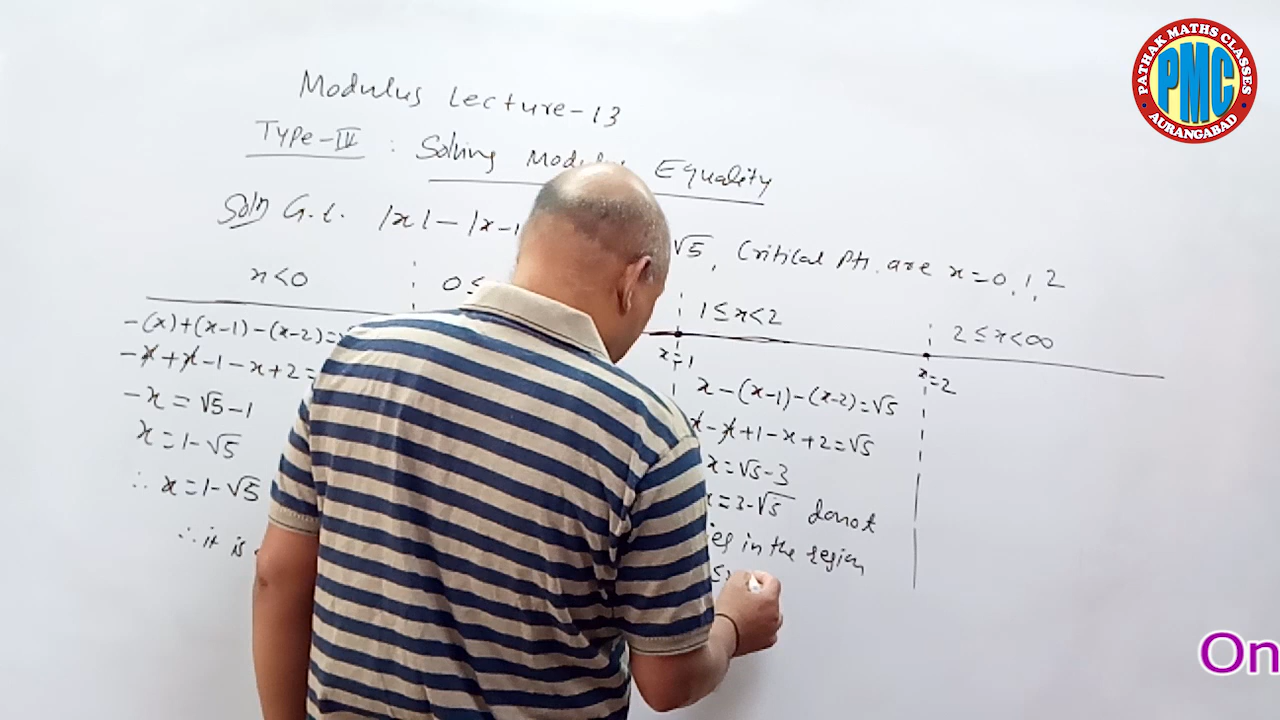 PATHAK MATHS CLASSES
PMC
AURANGABAD
Modulus Lecture-13
Type-IV : Solving Modulus Equality
Soln G.t. |x|-|x-1 √5, Critical Pts. are x=0,1,2
x<0
0≤
1≤x<2
2≤x<∞
x=1
x=2
-(x)+(x-1)-(x-2)=
-x+x-1-x+2=
-x=√5-1
x=1-√5
∴ x=1-√5
∴ it is
x-(x-1)-(x-2)=√5
x-x+1-x+2=√5
x=√5-3
x=3-√5 donot
in the region
On